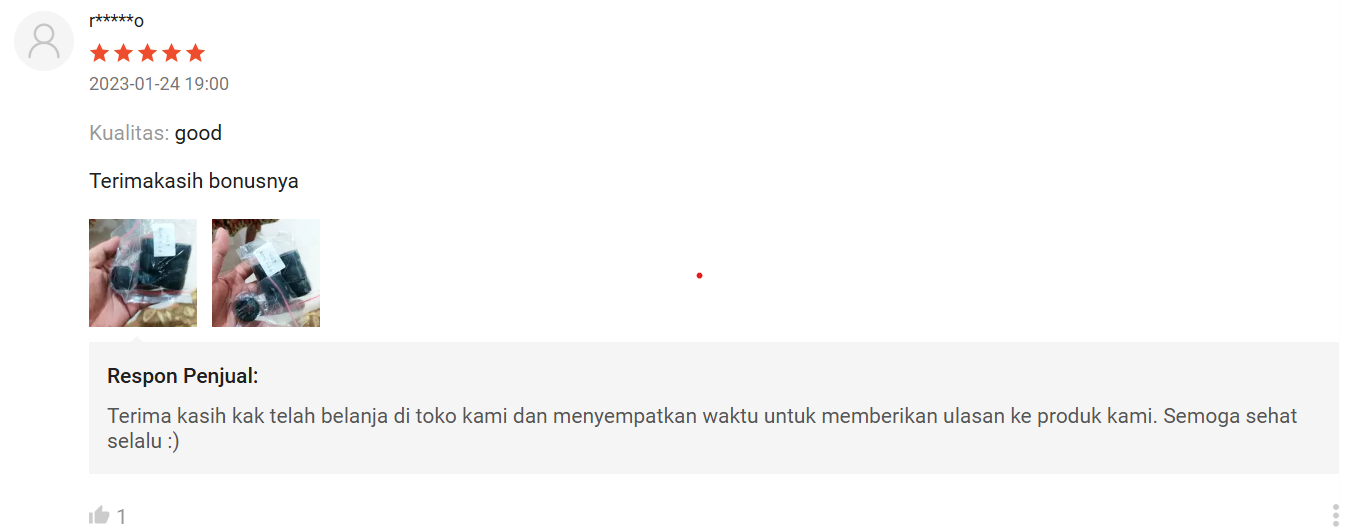 r*****o
2023-01-24 19:00
Kualitas: good
Terimakasih bonusnya
Respon Penjual:
Terima kasih kak telah belanja di toko kami dan menyempatkan waktu untuk memberikan ulasan ke produk kami. Semoga sehat
selalu :)
1